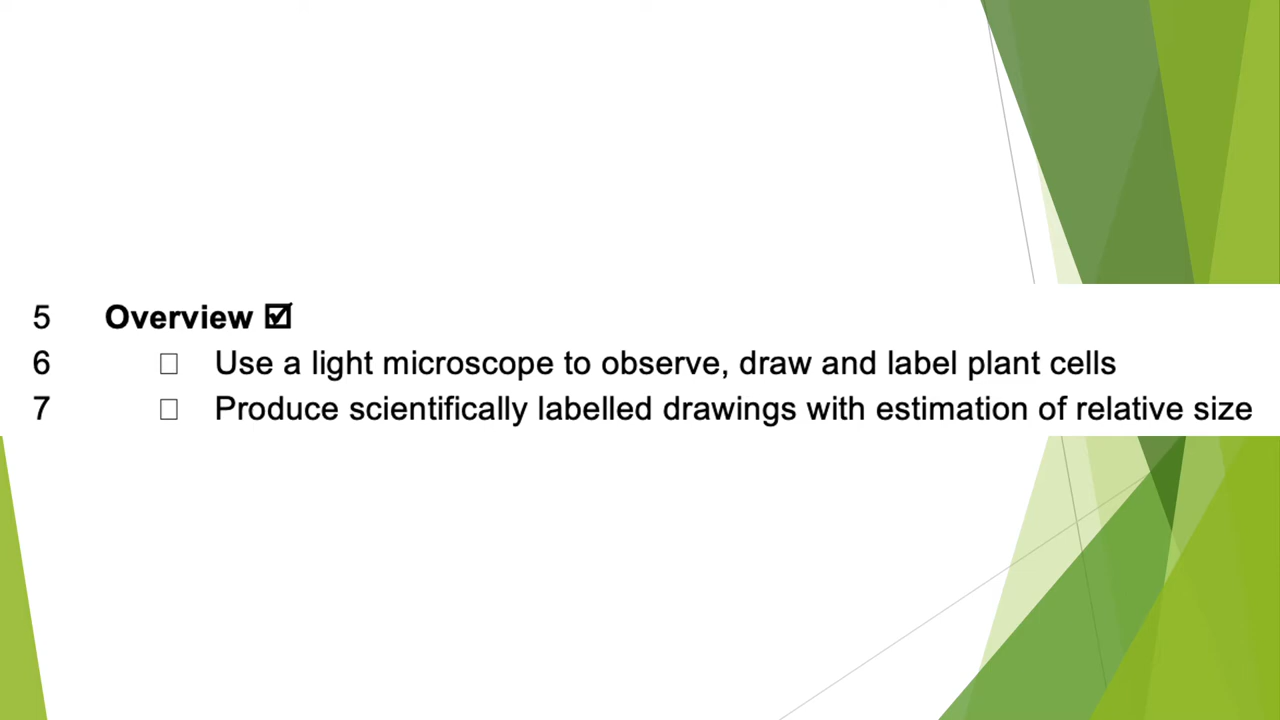 5 Overview ☑
6 □ Use a light microscope to observe, draw and label plant cells
7 □ Produce scientifically labelled drawings with estimation of relative size